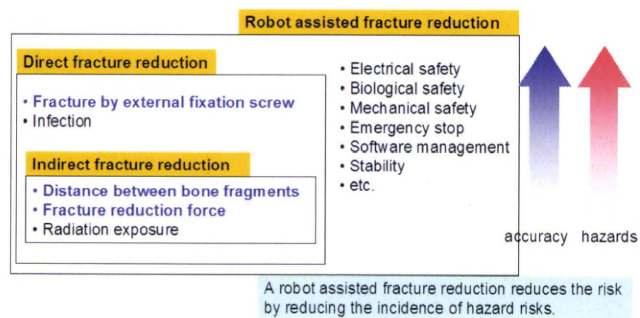 Robot assisted fracture reduction
Direct fracture reduction
• Fracture by external fixation screw
• Infection
Indirect fracture reduction
• Distance between bone fragments
• Fracture reduction force
• Radiation exposure
• Electrical safety
• Biological safety
• Mechanical safety
• Emergency stop
• Software management
• Stability
• etc.
accuracy hazards
A robot assisted fracture reduction reduces the risk
by reducing the incidence of hazard risks.